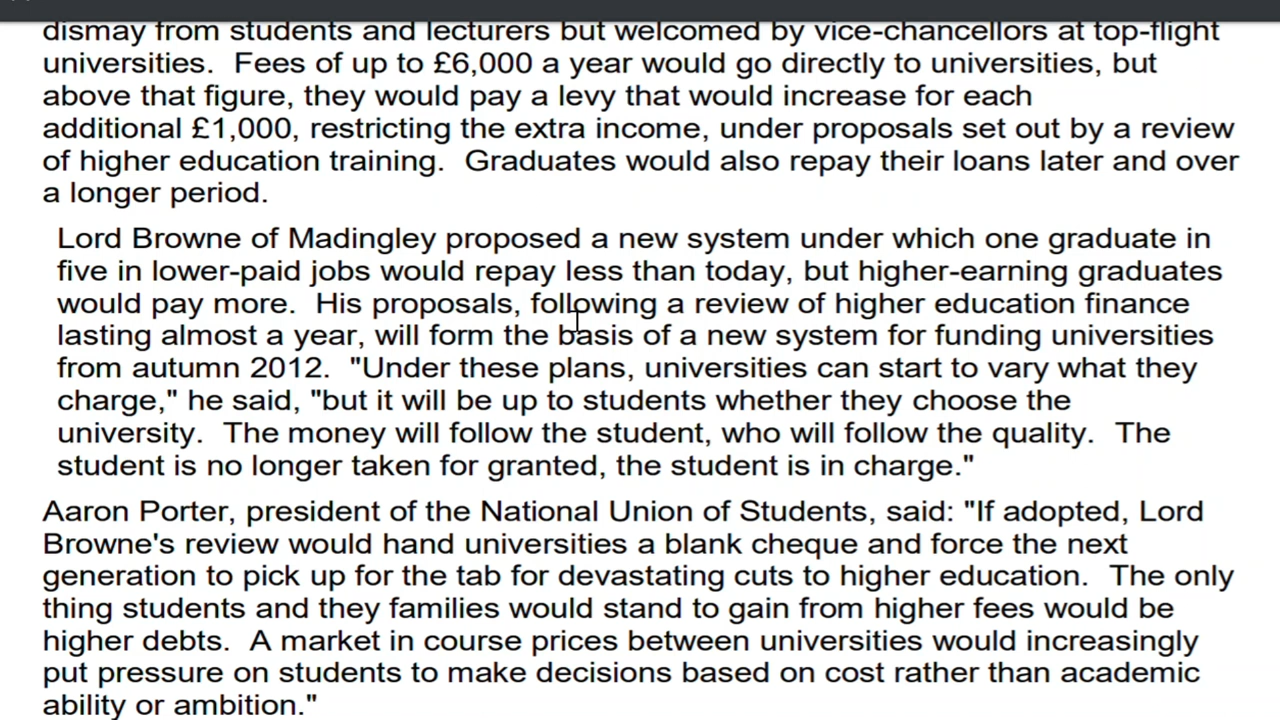 dismay from students and lecturers but welcomed by vice-chancellors at top-flight
universities.  Fees of up to £6,000 a year would go directly to universities, but
above that figure, they would pay a levy that would increase for each
additional £1,000, restricting the extra income, under proposals set out by a review
of higher education training.  Graduates would also repay their loans later and over
a longer period.
Lord Browne of Madingley proposed a new system under which one graduate in
five in lower-paid jobs would repay less than today, but higher-earning graduates
would pay more.  His proposals, following a review of higher education finance
lasting almost a year, will form the basis of a new system for funding universities
from autumn 2012.  "Under these plans, universities can start to vary what they
charge," he said, "but it will be up to students whether they choose the
university.  The money will follow the student, who will follow the quality.  The
student is no longer taken for granted, the student is in charge."
Aaron Porter, president of the National Union of Students, said: "If adopted, Lord
Browne's review would hand universities a blank cheque and force the next
generation to pick up for the tab for devastating cuts to higher education.  The only
thing students and they families would stand to gain from higher fees would be
higher debts.  A market in course prices between universities would increasingly
put pressure on students to make decisions based on cost rather than academic
ability or ambition."